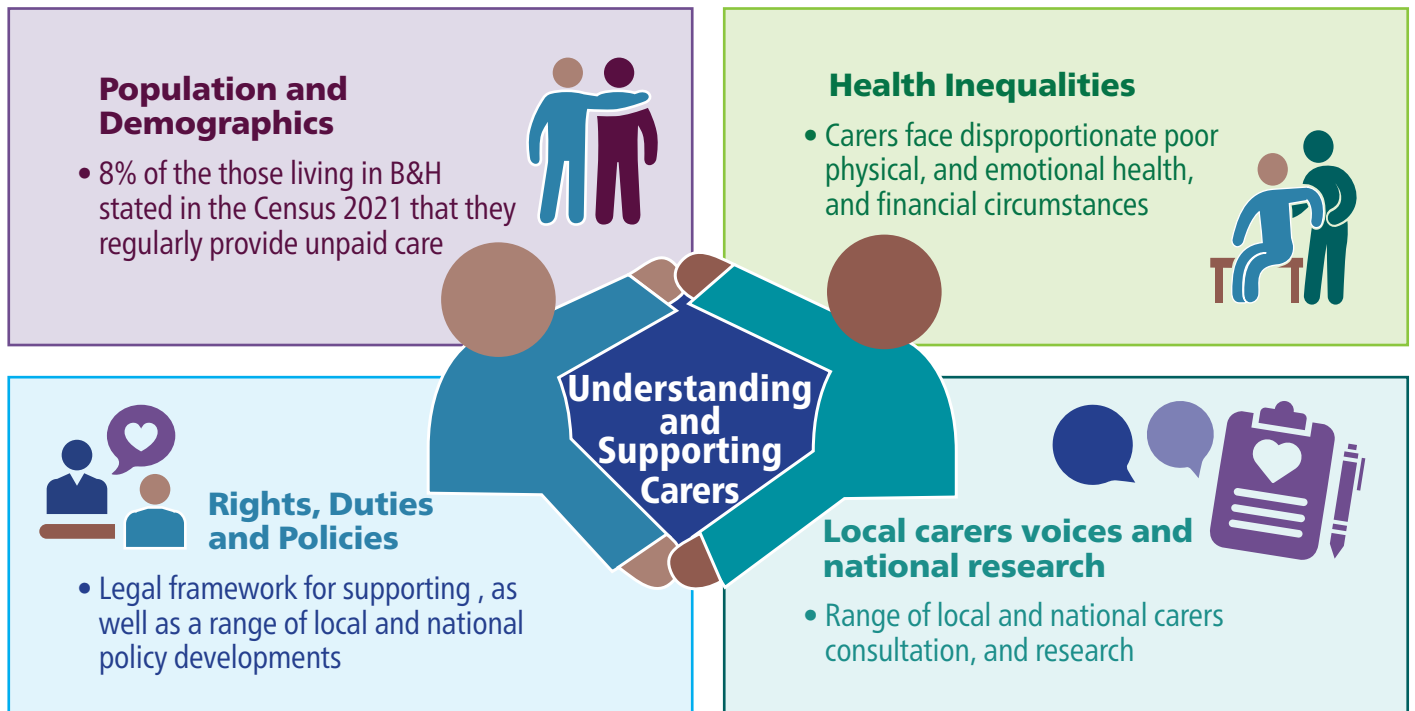 Population and
Demographics
• 8% of the those living in B&H
stated in the Census 2021 that they
regularly provide unpaid care
Health Inequalities
• Carers face disproportionate poor
physical, and emotional health,
and financial circumstances
Understanding
and
Supporting
Carers
Rights, Duties
and Policies
• Legal framework for supporting , as
well as a range of local and national
policy developments
Local carers voices and
national research
• Range of local and national carers
consultation, and research